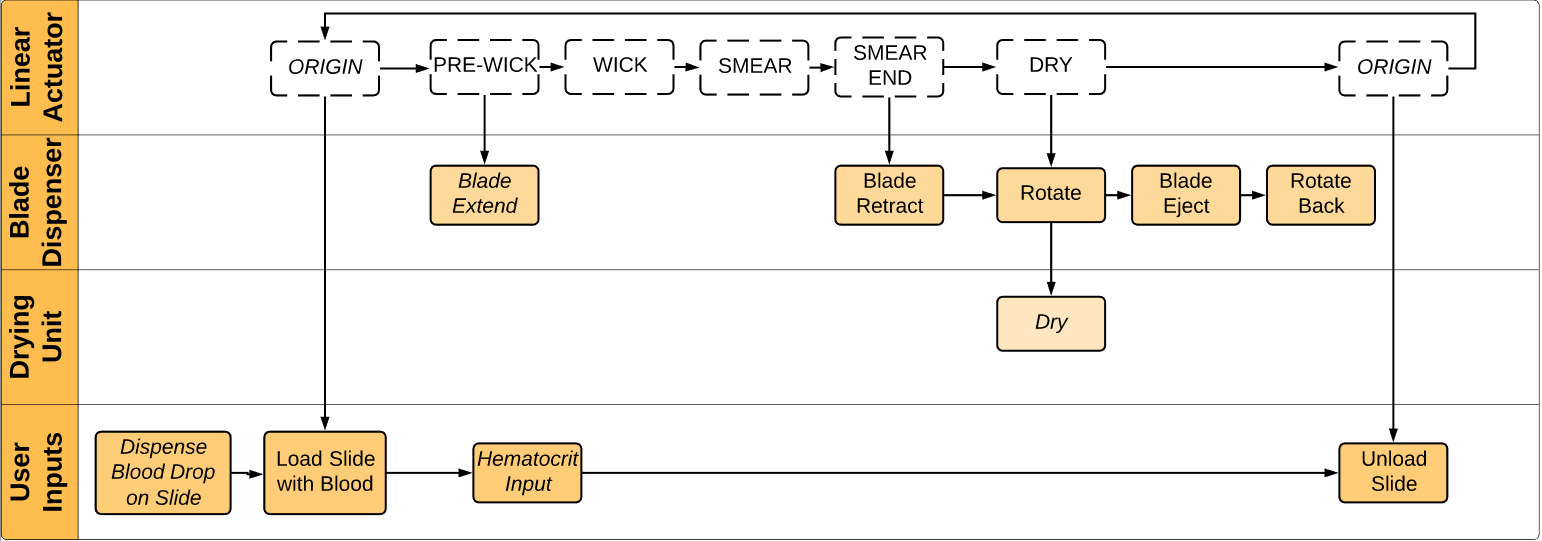 Linear
Actuator
ORIGIN
PRE-WICK
WICK
SMEAR
SMEAR
END
DRY
ORIGIN
Blade
Dispenser
Blade
Extend
Blade
Retract
Rotate
Blade
Eject
Rotate
Back
Drying
Unit
Dry
User
Inputs
Dispense
Blood Drop
on Slide
Load Slide
with Blood
Hematocrit
Input
Unload
Slide